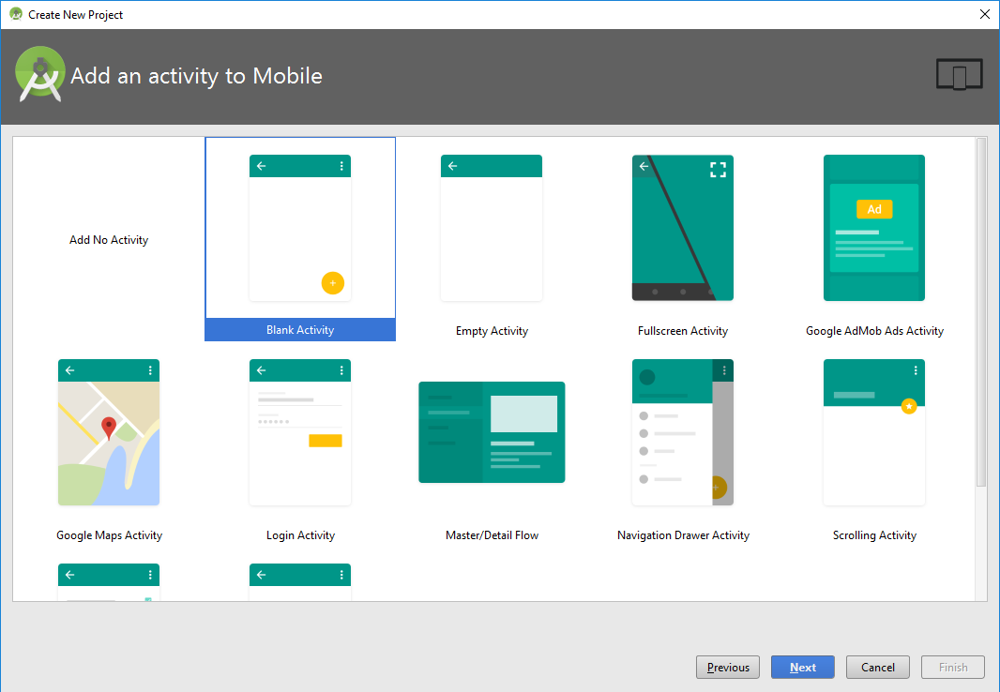 Create New Project
Add an activity to Mobile
Add No Activity
Blank Activity
Empty Activity
Fullscreen Activity
Ad
Google AdMob Ads Activity
Google Maps Activity
Login Activity
Master/Detail Flow
Navigation Drawer Activity
Scrolling Activity
Previous
Next
Cancel
Finish